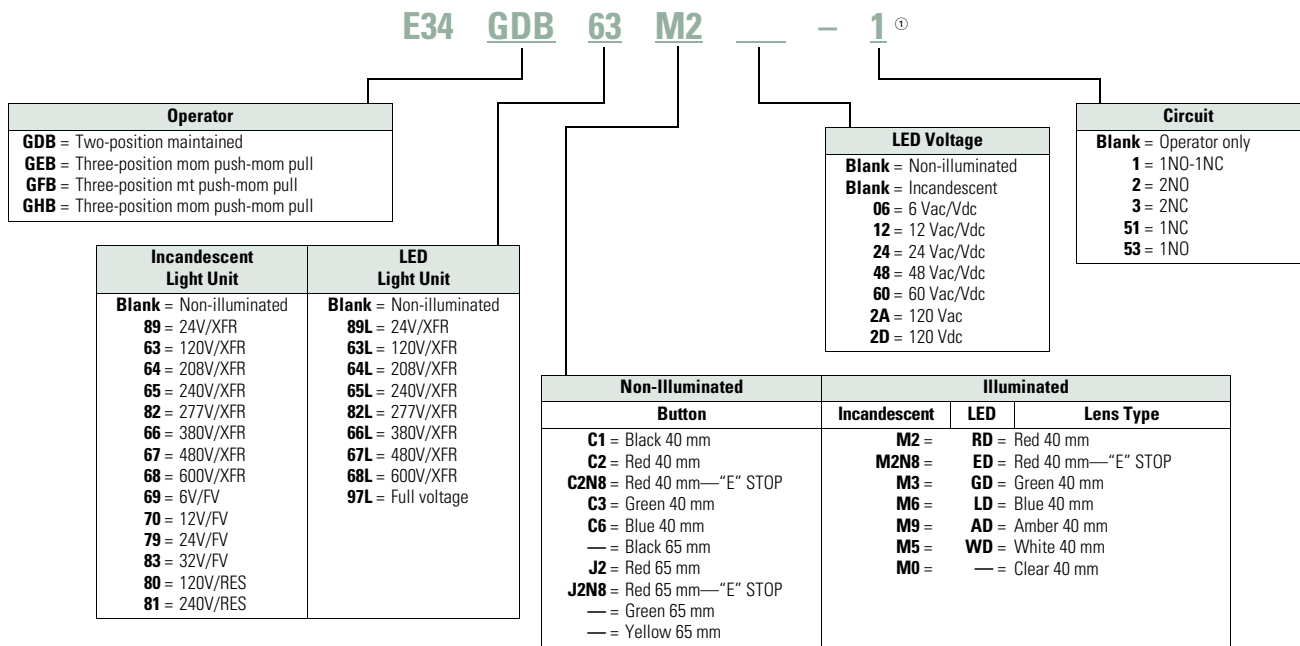 E34 GDB 63 M2 ___ – 1 ①
Operator
GDB = Two-position maintained
GEB = Three-position mom push-mom pull
GFB = Three-position mt push-mom pull
GHB = Three-position mom push-mom pull
Incandescent
Light Unit
Blank = Non-illuminated
89 = 24V/XFR
63 = 120V/XFR
64 = 208V/XFR
65 = 240V/XFR
82 = 277V/XFR
66 = 380V/XFR
67 = 480V/XFR
68 = 600V/XFR
69 = 6V/FV
70 = 12V/FV
79 = 24V/FV
83 = 32V/FV
80 = 120V/RES
81 = 240V/RES
LED
Light Unit
Blank = Non-illuminated
89L = 24V/XFR
63L = 120V/XFR
64L = 208V/XFR
65L = 240V/XFR
82L = 277V/XFR
66L = 380V/XFR
67L = 480V/XFR
68L = 600V/XFR
97L = Full voltage
Non-Illuminated
Button
C1 = Black 40 mm
C2 = Red 40 mm
C2N8 = Red 40 mm—“E” STOP
C3 = Green 40 mm
C6 = Blue 40 mm
— = Black 65 mm
J2 = Red 65 mm
J2N8 = Red 65 mm—“E” STOP
— = Green 65 mm
— = Yellow 65 mm
Illuminated
Incandescent LED Lens Type
M2 = RD = Red 40 mm
M2N8 = ED = Red 40 mm—“E” STOP
M3 = GD = Green 40 mm
M6 = LD = Blue 40 mm
M9 = AD = Amber 40 mm
M5 = WD = White 40 mm
M0 = — = Clear 40 mm
LED Voltage
Blank = Non-illuminated
Blank = Incandescent
06 = 6 Vac/Vdc
12 = 12 Vac/Vdc
24 = 24 Vac/Vdc
48 = 48 Vac/Vdc
60 = 60 Vac/Vdc
2A = 120 Vac
2D = 120 Vdc
Circuit
Blank = Operator only
1 = 1NO-1NC
2 = 2NO
3 = 2NC
51 = 1NC
53 = 1NO